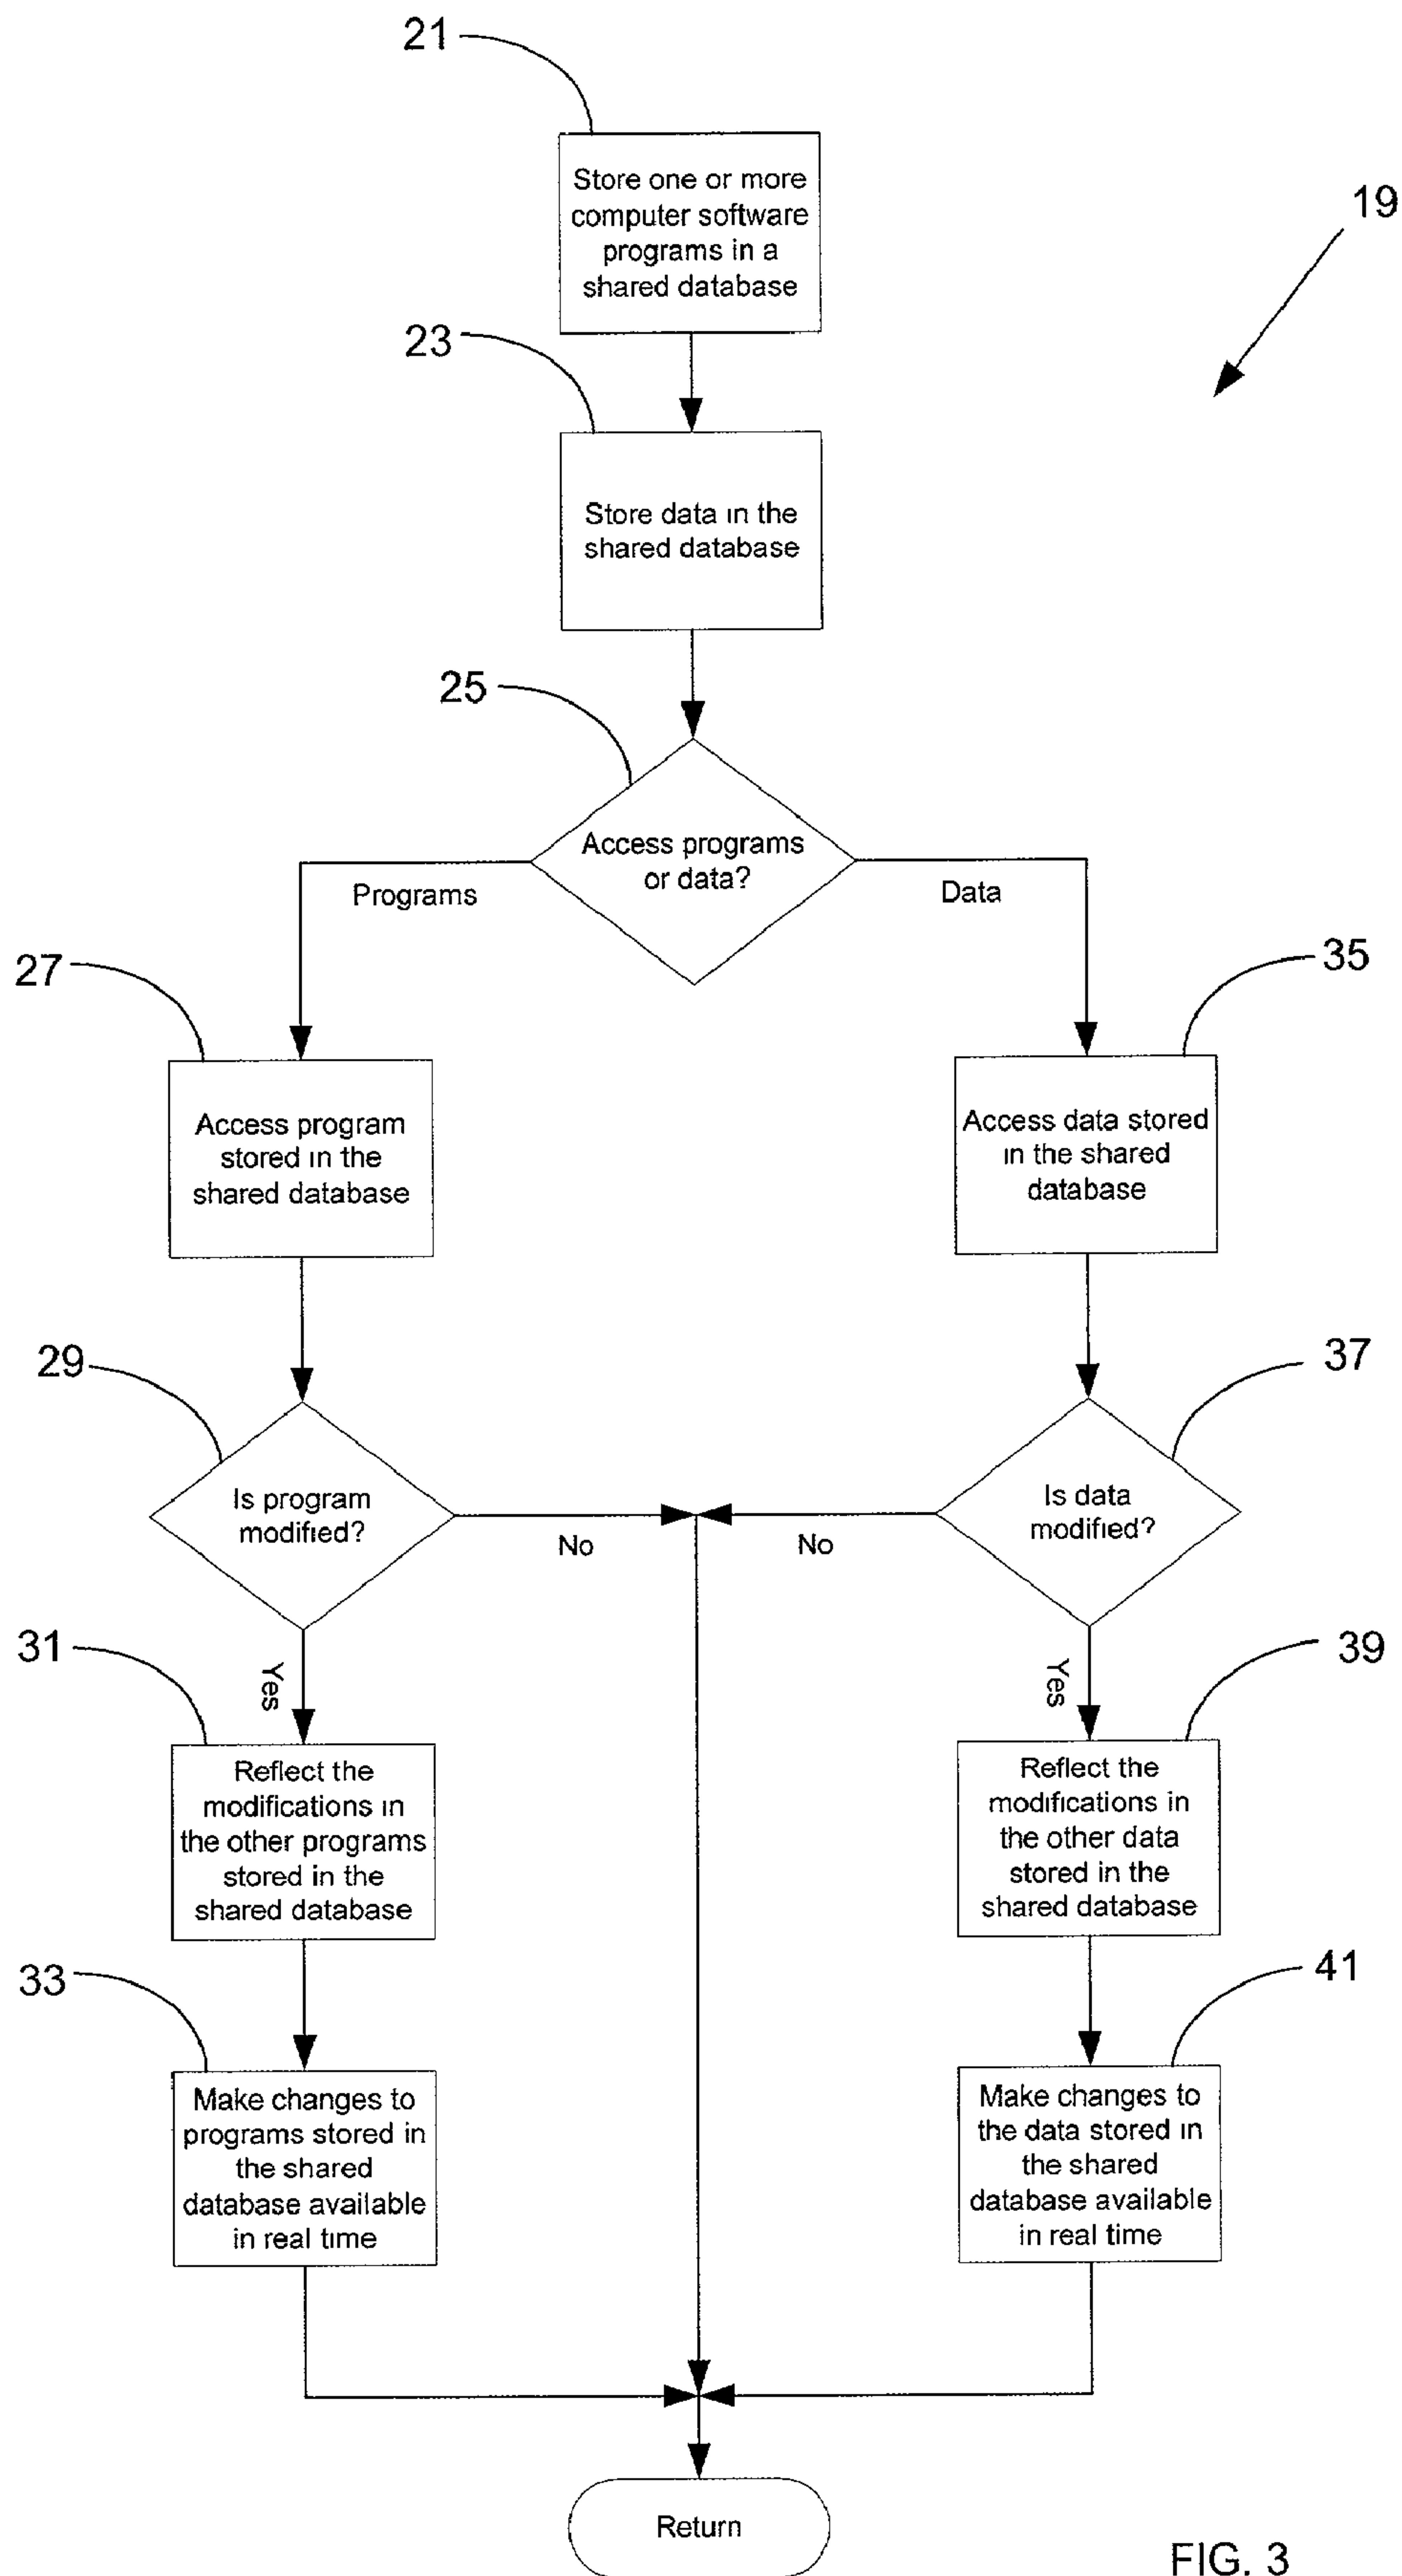 21
Store one or more
computer software
programs in a
shared database
19
23
Store data in the
shared database
25
Access programs
or data?
Programs
Data
27
35
Access program
stored in the
shared database
Access data stored
in the shared
database
29
37
Is program
modified?
Is data
modified?
No
No
31
39
Yes
Yes
Reflect the
modifications in
the other programs
stored in the
shared database
Reflect the
modifications in
the other data
stored in the
shared database
33
41
Make changes to
programs stored in
the shared
database available
in real time
Make changes to
the data stored in
the shared
database available
in real time
Return
FIG. 3